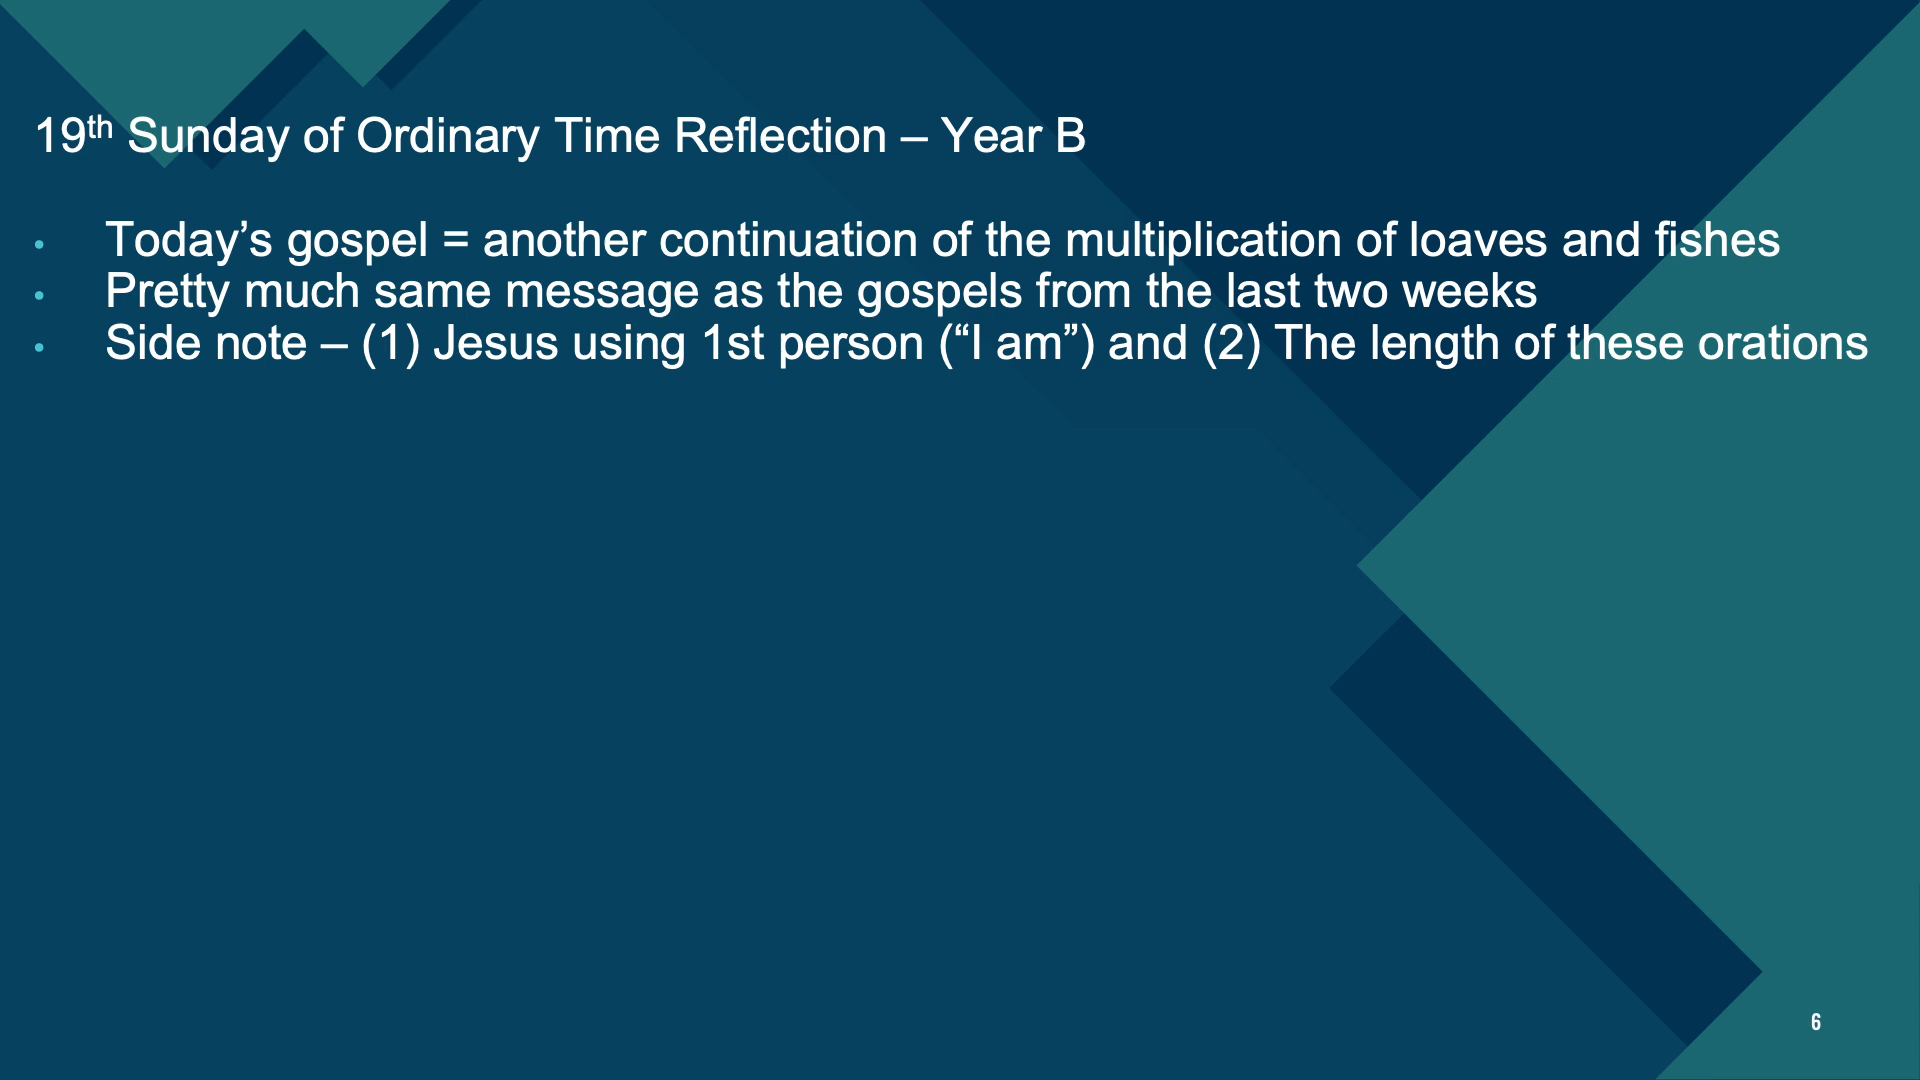 19th Sunday of Ordinary Time Reflection – Year B
• Today’s gospel = another continuation of the multiplication of loaves and fishes
• Pretty much same message as the gospels from the last two weeks
• Side note – (1) Jesus using 1st person (“I am”) and (2) The length of these orations
6